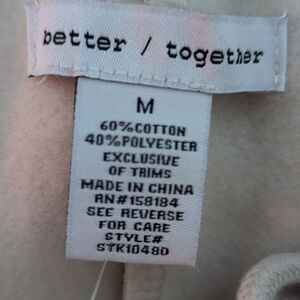 better / together
M
60%COTTON
40%POLYESTER
EXCLUSIVE
OF TRIMS
MADE IN CHINA
RN#158184
SEE REVERSE
FOR CARE
STYLE#
STK1048D